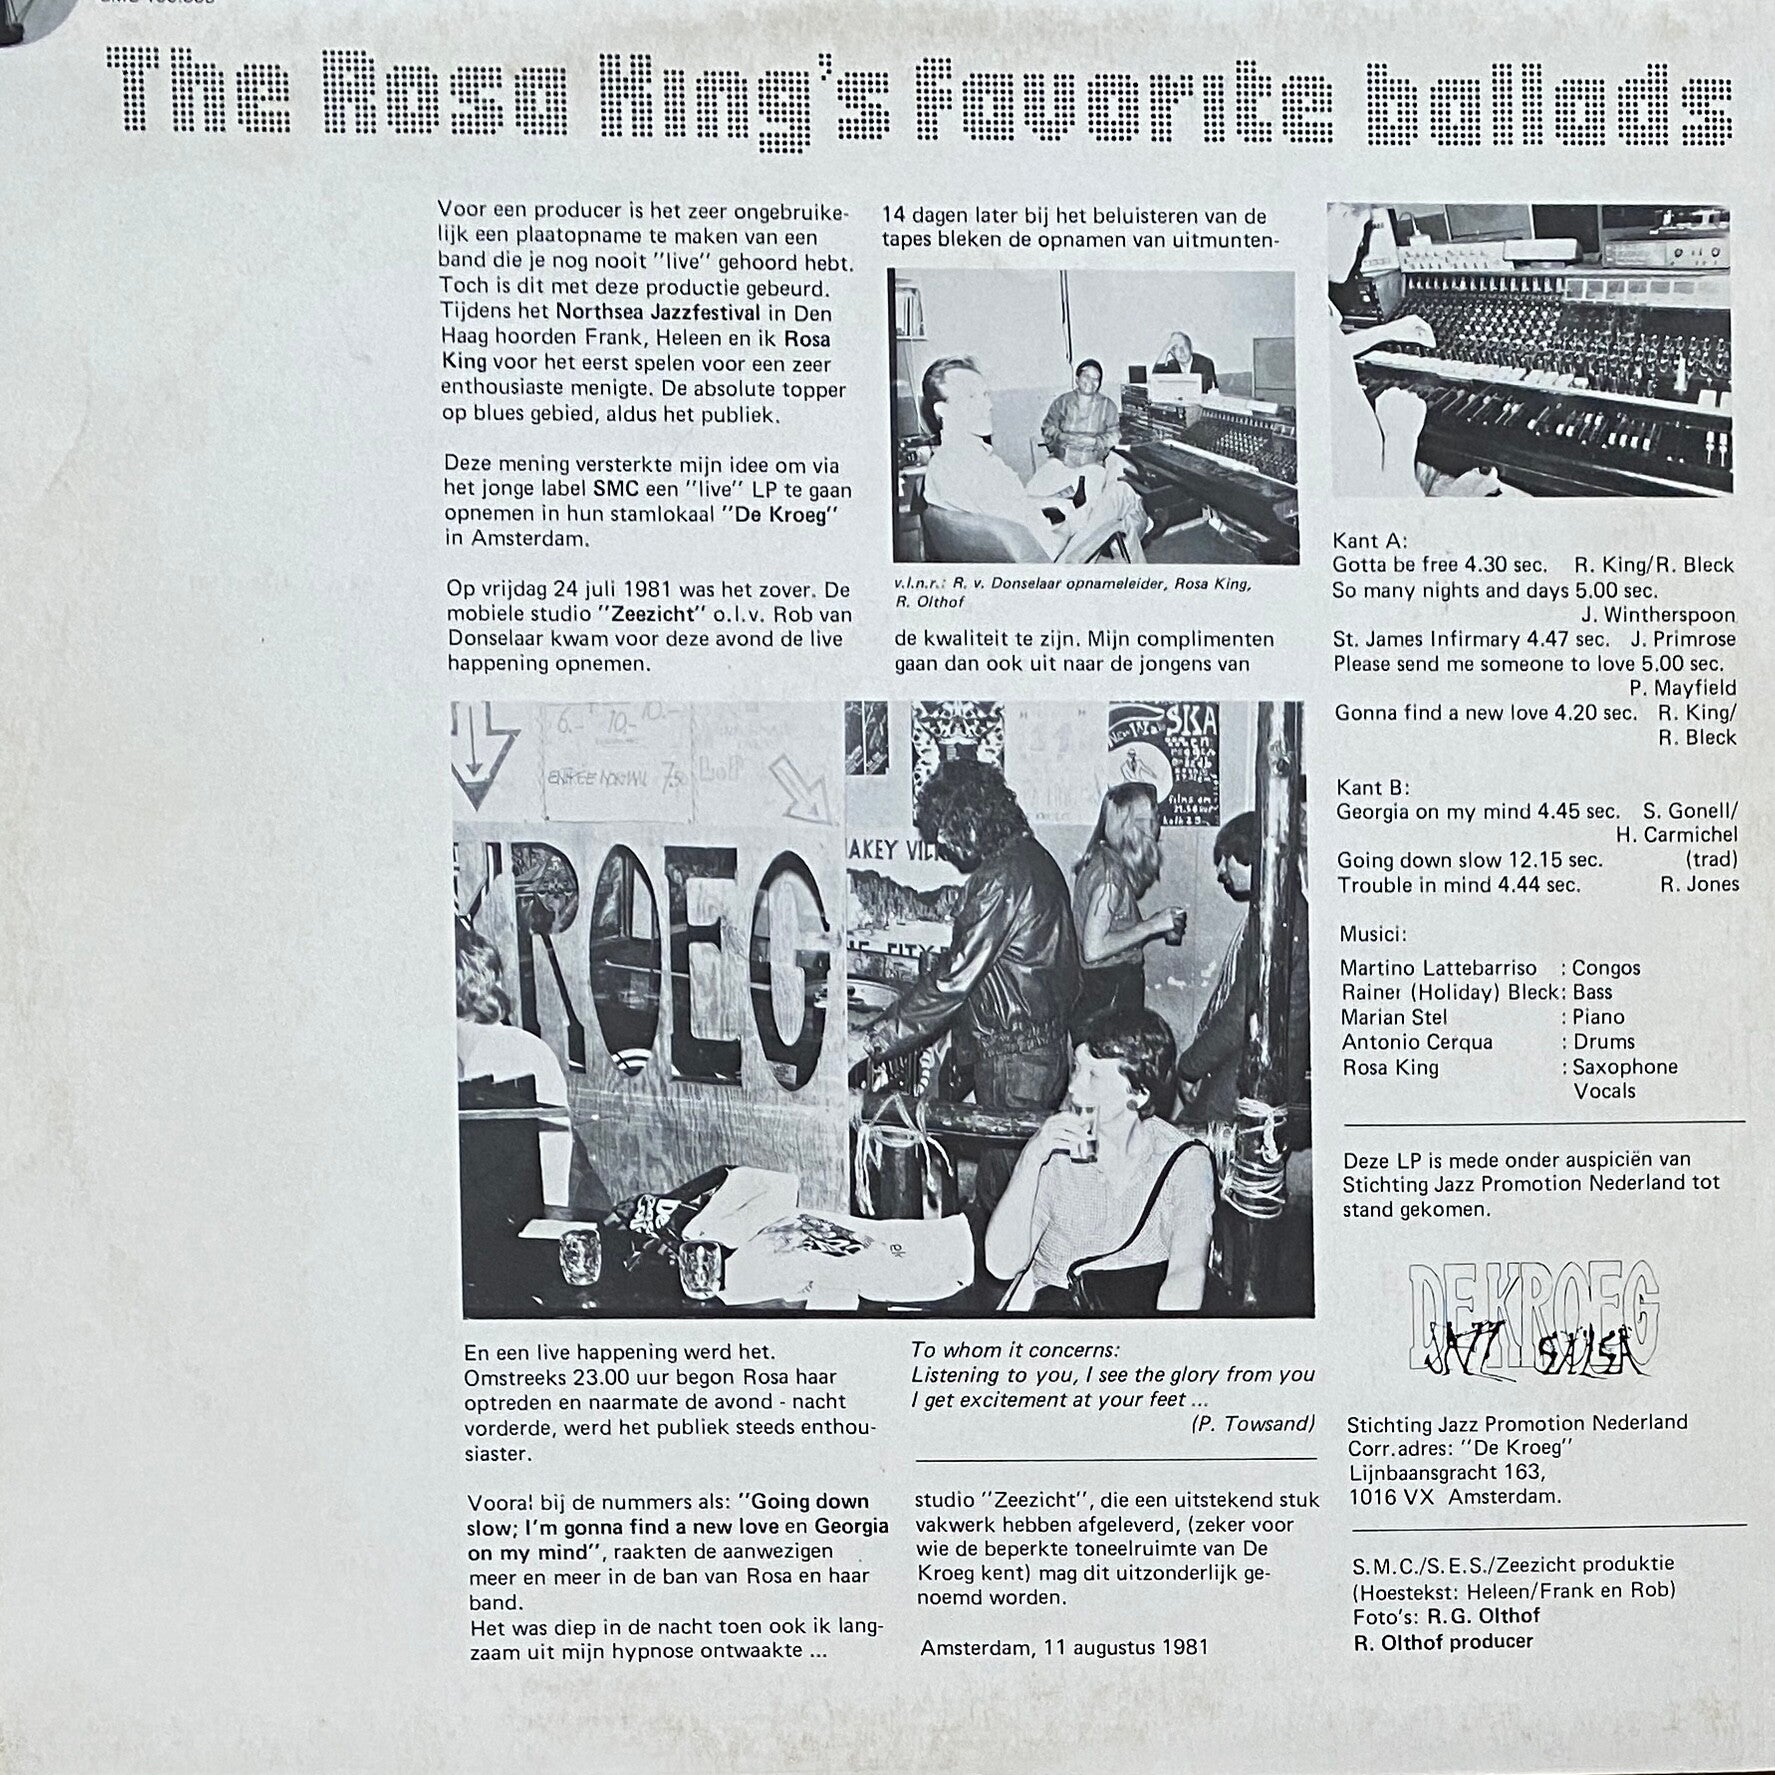 The Rosa King's favorite ballads
Voor een producer is het zeer ongebruike-
lijk een plaatopname te maken van een
band die je nog nooit "live" gehoord hebt.
Toch is dit met deze productie gebeurd.
Tijdens het Northsea Jazzfestival in Den
Haag hoorden Frank, Heleen en ik Rosa
King voor het eerst spelen voor een zeer
enthousiaste menigte. De absolute topper
op blues gebied, aldus het publiek.
Deze mening versterkte mijn idee om via
het jonge label SMC een "live" LP te gaan
opnemen in hun stamlokaal "De Kroeg"
in Amsterdam.
Op vrijdag 24 juli 1981 was het zover. De
mobiele studio "Zeezicht" o.l.v. Rob van
Donselaar kwam voor deze avond de live
happening opnemen.
6.- 10.- 10.-
ENTREE NORMAAL 7.50
KROEG
AKEY VI
CITY
SKA
En een live happening werd het.
Omstreeks 23.00 uur begon Rosa haar
optreden en naarmate de avond - nacht
vorderde, werd het publiek steeds enthou-
siaster.
Vooral bij de nummers als: "Going down
slow; I'm gonna find a new love en Georgia
on my mind", raakten de aanwezigen
meer en meer in de ban van Rosa en haar
band.
Het was diep in de nacht toen ook ik lang-
zaam uit mijn hypnose ontwaakte ...
14 dagen later bij het beluisteren van de
tapes bleken de opnamen van uitmunten-
v.l.n.r.: R. v. Donselaar opnameleider, Rosa King,
R. Olthof
de kwaliteit te zijn. Mijn complimenten
gaan dan ook uit naar de jongens van
To whom it concerns:
Listening to you, I see the glory from you
I get excitement at your feet ...
(P. Towsand)
studio "Zeezicht", die een uitstekend stuk
vakwerk hebben afgeleverd, (zeker voor
wie de beperkte toneelruimte van De
Kroeg kent) mag dit uitzonderlijk ge-
noemd worden.
Amsterdam, 11 augustus 1981
Kant A:
Gotta be free 4.30 sec. R. King/R. Bleck
So many nights and days 5.00 sec.
J. Wintherspoon
St. James Infirmary 4.47 sec. J. Primrose
Please send me someone to love 5.00 sec.
P. Mayfield
Gonna find a new love 4.20 sec. R. King/
R. Bleck
Kant B:
Georgia on my mind 4.45 sec. S. Gonell/
H. Carmichel
Going down slow 12.15 sec. (trad)
Trouble in mind 4.44 sec. R. Jones
Musici:
Martino Lattebarriso : Congos
Rainer (Holiday) Bleck: Bass
Marian Stel : Piano
Antonio Cerqua : Drums
Rosa King : Saxophone
Vocals
Deze LP is mede onder auspiciën van
Stichting Jazz Promotion Nederland tot
stand gekomen.
DE KROEG
JAZZ SALSA
Stichting Jazz Promotion Nederland
Corr.adres: "De Kroeg"
Lijnbaansgracht 163,
1016 VX Amsterdam.
S.M.C./S.E.S./Zeezicht produktie
(Hoestekst: Heleen/Frank en Rob)
Foto's: R.G. Olthof
R. Olthof producer